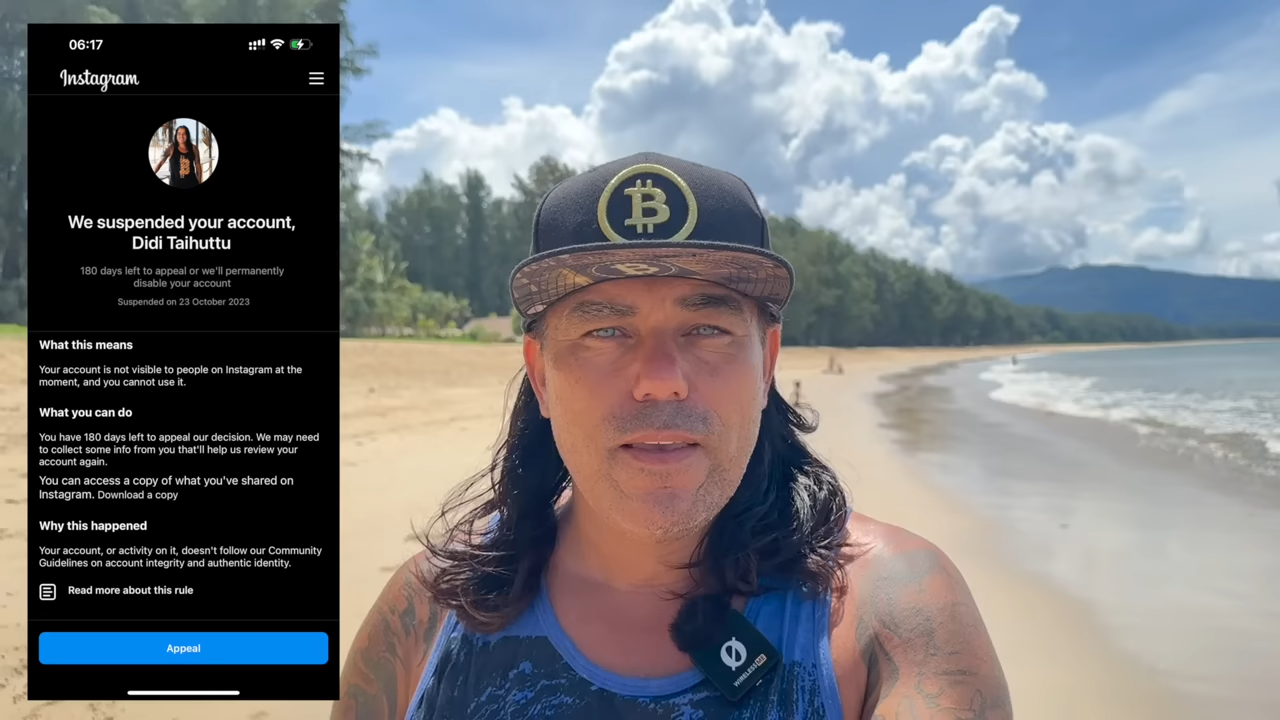 06:17
Instagram
We suspended your account,
Didi Taihuttu
180 days left to appeal or we'll permanently
disable your account
Suspended on 23 October 2023
What this means
Your account is not visible to people on Instagram at the
moment, and you cannot use it.
What you can do
You have 180 days left to appeal our decision. We may need
to collect some info from you that'll help us review your
account again.
You can access a copy of what you've shared on
Instagram. Download a copy
Why this happened
Your account, or activity on it, doesn't follow our Community
Guidelines on account integrity and authentic identity.
Read more about this rule
Appeal
WIRELESS ME